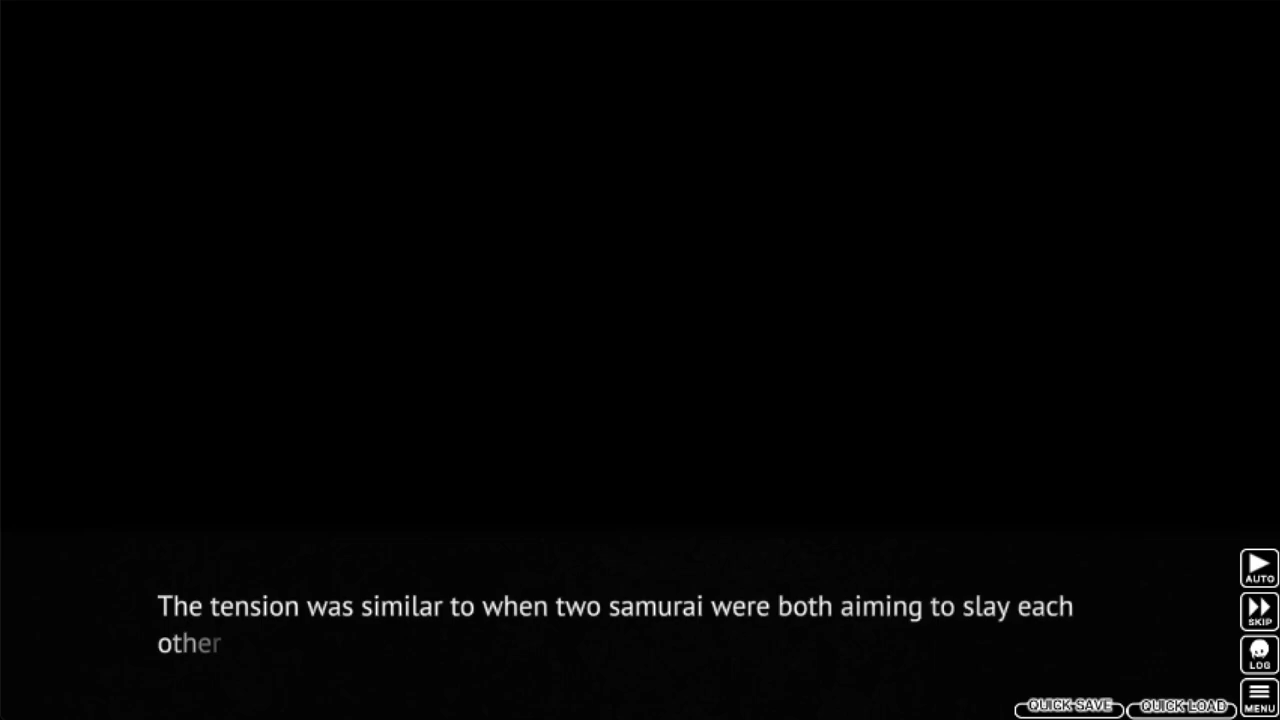 The tension was similar to when two samurai were both aiming to slay each
other
AUTO
SKIP
LOG
MENU
QUICK SAVE
QUICK LOAD